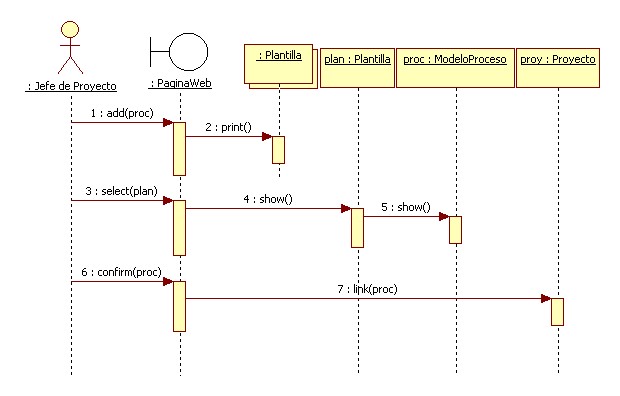 : Plantilla
plan : Plantilla
proc : ModeloProceso
proy : Proyecto
: Jefe de Proyecto
: PaginaWeb
1 : add(proc)
2 : print()
3 : select(plan)
4 : show()
5 : show()
6 : confirm(proc)
7 : link(proc)